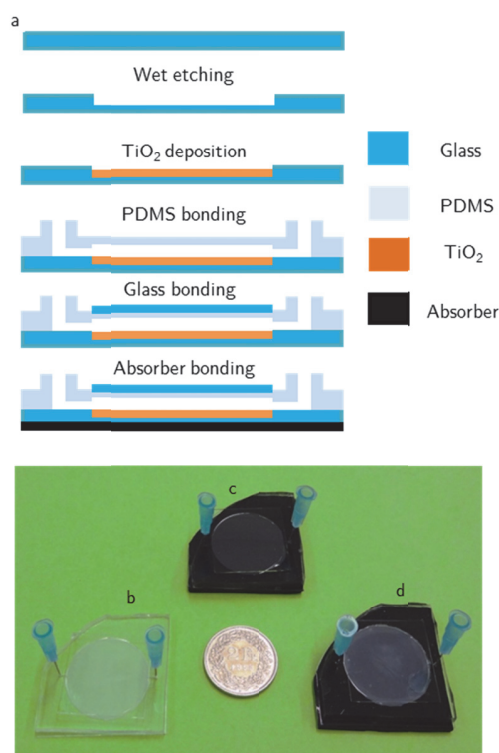 a
Wet etching
TiO₂ deposition
PDMS bonding
Glass bonding
Absorber bonding
Glass
PDMS
TiO₂
Absorber
c
b
d